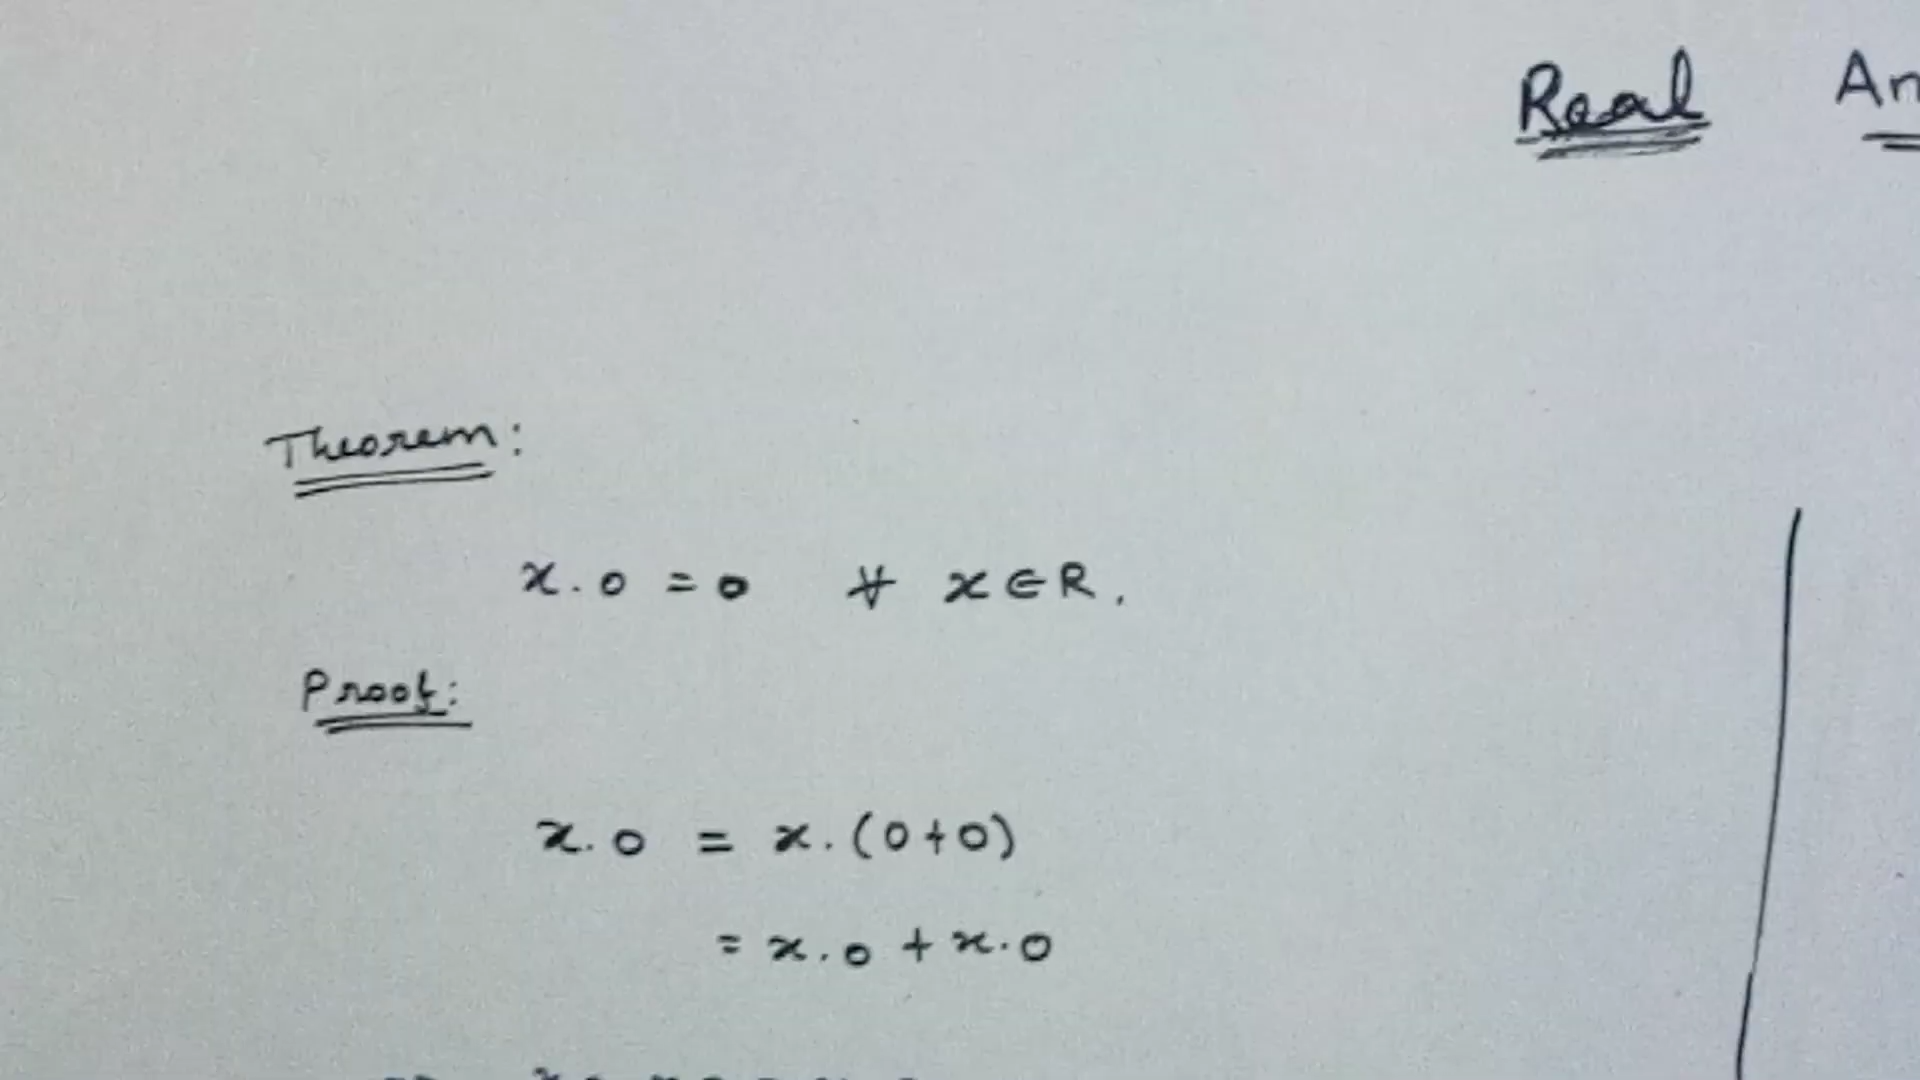 Real An
Theorem:
x.0 = 0 ∀ x∈R.
Proof:
x.0 = x.(0+0)
= x.0 + x.0